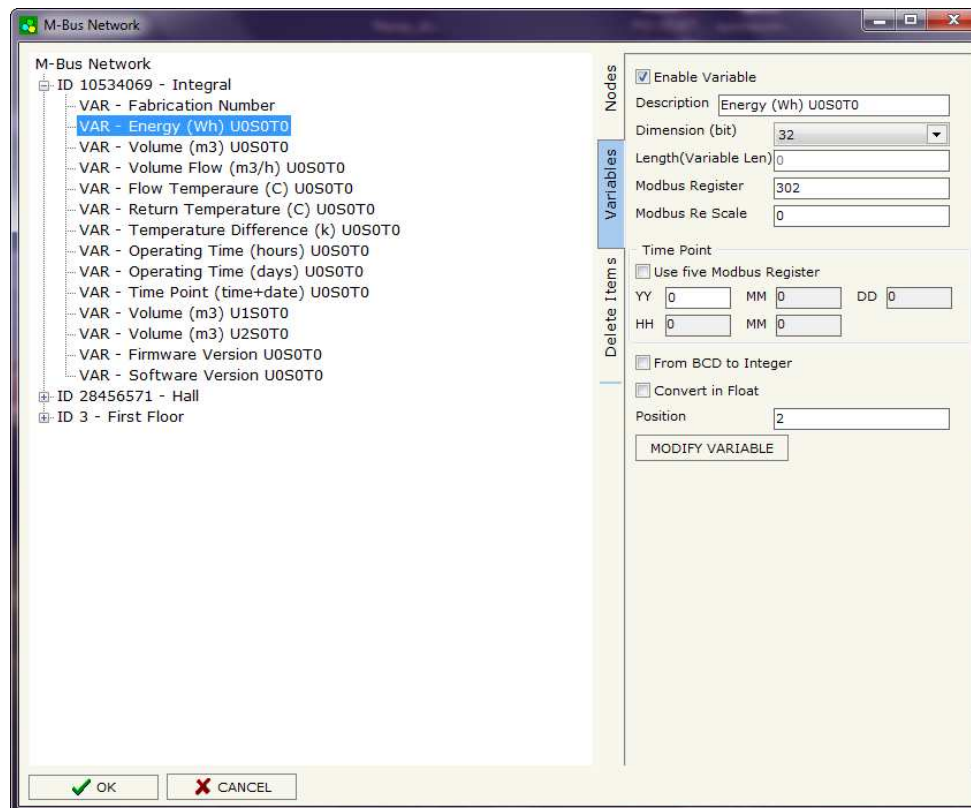 M-Bus Network
M-Bus Network
ID 10534069 - Integral
VAR - Fabrication Number
VAR - Energy (Wh) U0S0T0
VAR - Volume (m3) U0S0T0
VAR - Volume Flow (m3/h) U0S0T0
VAR - Flow Temperaure (C) U0S0T0
VAR - Return Temperature (C) U0S0T0
VAR - Temperature Difference (k) U0S0T0
VAR - Operating Time (hours) U0S0T0
VAR - Operating Time (days) U0S0T0
VAR - Time Point (time+date) U0S0T0
VAR - Volume (m3) U1S0T0
VAR - Volume (m3) U2S0T0
VAR - Firmware Version U0S0T0
VAR - Software Version U0S0T0
ID 28456571 - Hall
ID 3 - First Floor
Nodes
Variables
Delete Items
Enable Variable
Description Energy (Wh) U0S0T0
Dimension (bit) 32
Length(Variable Len) 0
Modbus Register 302
Modbus Re Scale 0
Time Point
Use five Modbus Register
YY 0 MM 0 DD 0
HH 0 MM 0
From BCD to Integer
Convert in Float
Position 2
MODIFY VARIABLE
OK CANCEL